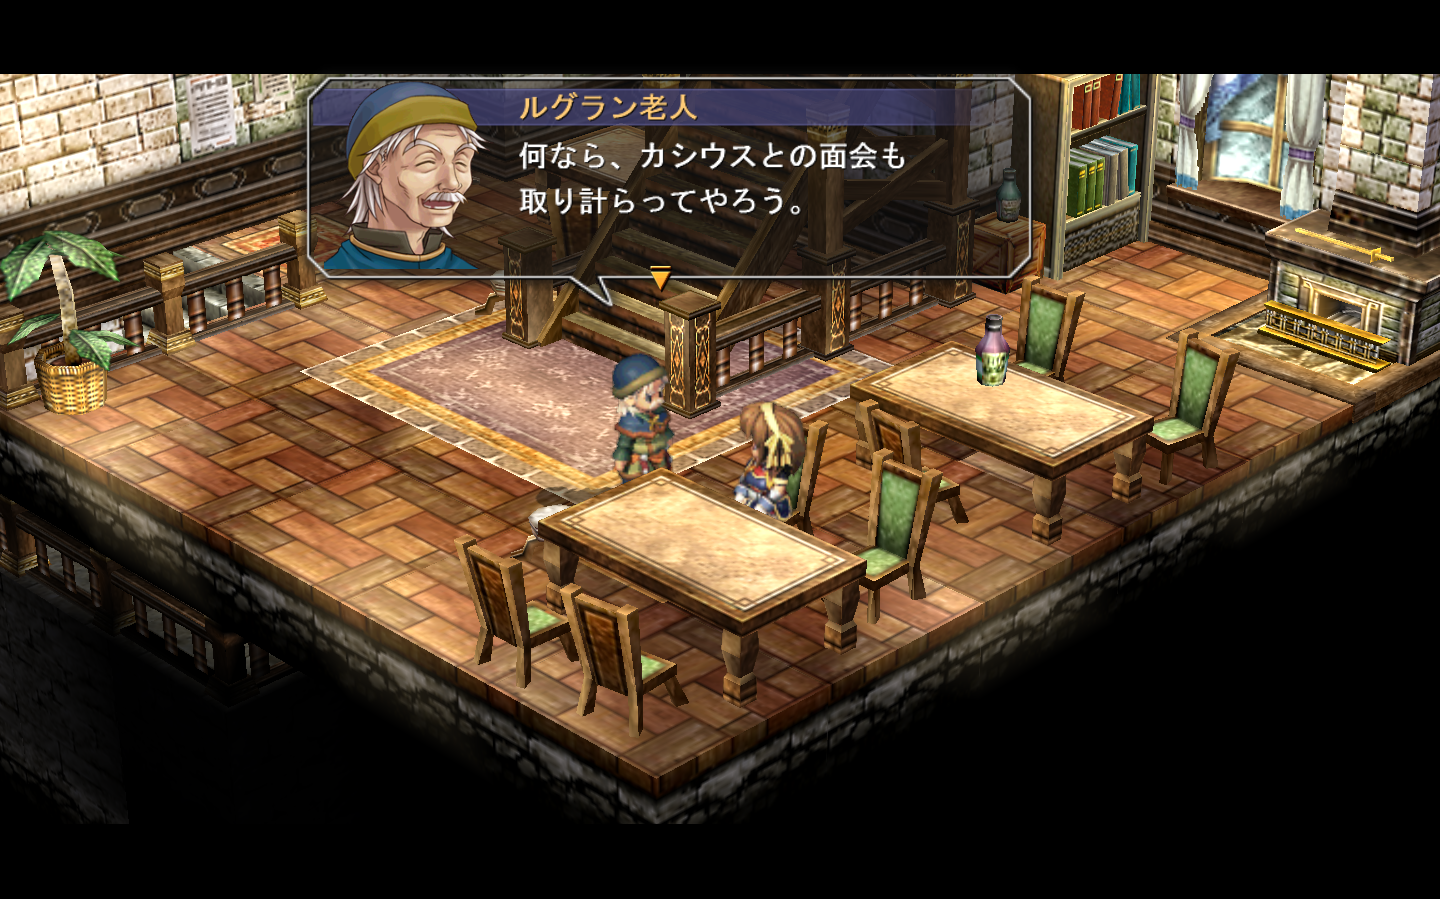 ルグラン老人
何なら、カシウスとの面会も
取り計らってやろう。